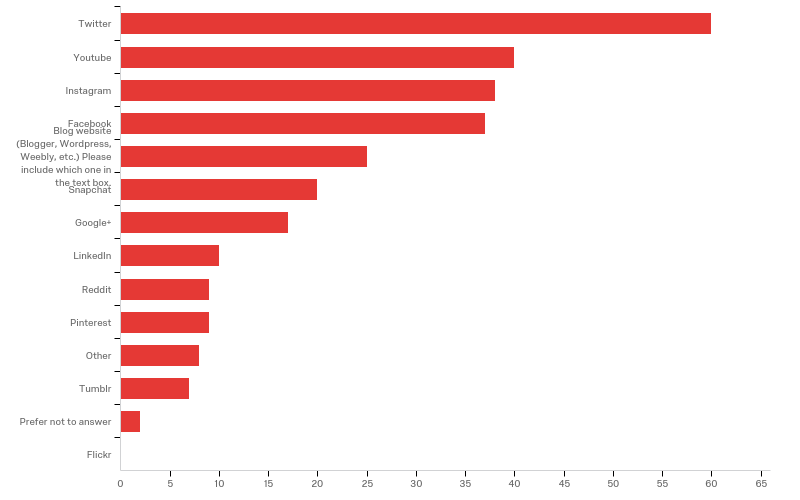 Twitter
Youtube
Instagram
Facebook
Blog website
(Blogger, Wordpress,
Weebly, etc.) Please
include which one in
the text box.
Snapchat
Google+
LinkedIn
Reddit
Pinterest
Other
Tumblr
Prefer not to answer
Flickr
0 5 10 15 20 25 30 35 40 45 50 55 60 65